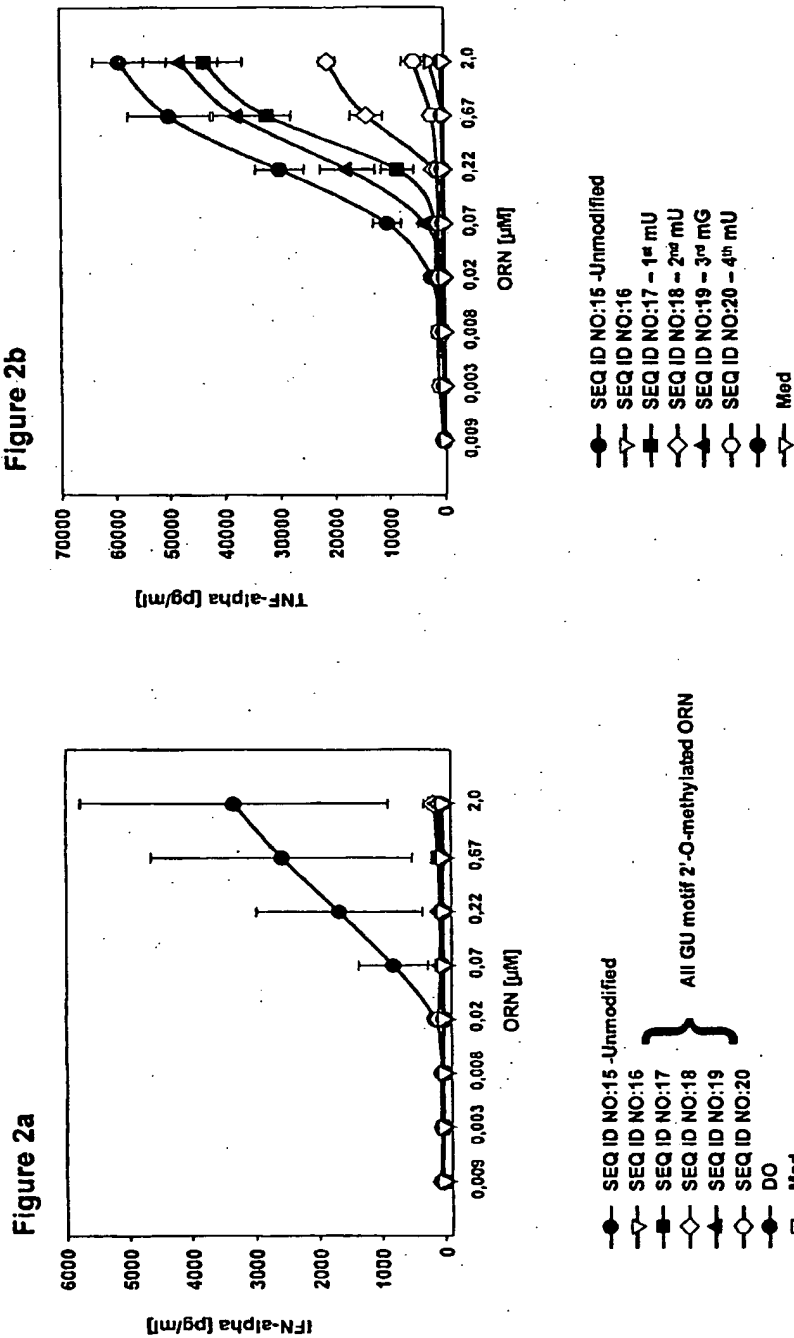 Figure 2a
IFN-alpha [pg/ml]
6000
5000
4000
3000
2000
1000
0
0,009 0,003 0,008 0,02 0,07 0,22 0,67 2,0
ORN [µM]
SEQ ID NO:15 -Unmodified
SEQ ID NO:16
SEQ ID NO:17
SEQ ID NO:18
SEQ ID NO:19
SEQ ID NO:20
DO
Med
All GU motif 2'-O-methylated ORN
Figure 2b
TNF-alpha [pg/ml]
70000
60000
50000
40000
30000
20000
10000
0
0,009 0,003 0,008 0,02 0,07 0,22 0,67 2,0
ORN [µM]
SEQ ID NO:15 -Unmodified
SEQ ID NO:16
SEQ ID NO:17 – 1st mU
SEQ ID NO:18 – 2nd mU
SEQ ID NO:19 – 3rd mG
SEQ ID NO:20 – 4th mU
Med